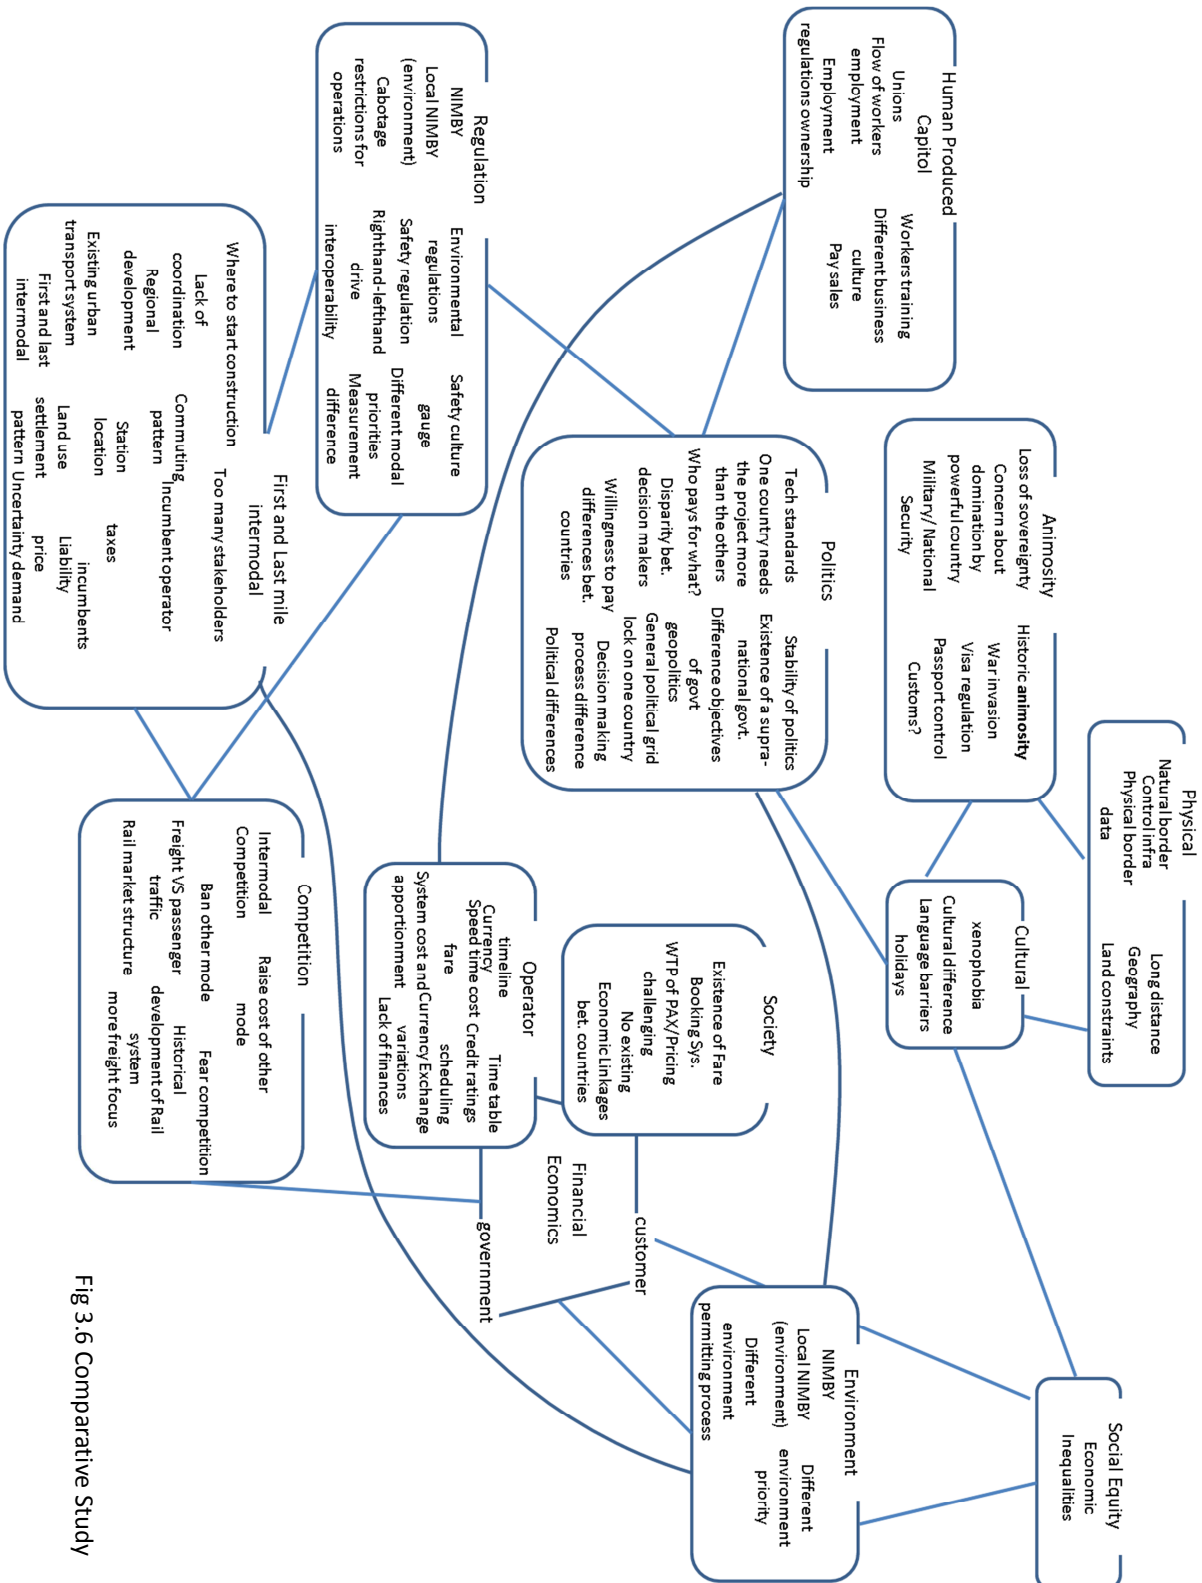 Physical
Natural border
Control infra
Physical border
data
Long distance
Geography
Land constraints
Social Equity
Economic
Inequalities
Animosity
Loss of sovereignty
Concern about
domination by
powerful country
Military/ National
Security
Historic animosity
War invasion
Visa regulation
Passport control
Customs?
Cultural
xenophobia
Cultural difference
Language barriers
holidays
Human Produced
Capitol
Unions
Flow of workers
employment
Employment
regulations ownership
Workers training
Different business
culture
Pay sales
Politics
Tech standards
One country needs
the project more
than the others
Who pays for what?
Disparity bet.
decision makers
Willingness to pay
differences bet.
countries
Stability of politics
Existence of a supra-
national govt.
Difference objectives
of govt
geopolitics
General political grid
lock on one country
Decision making
process difference
Political differences
Society
Existence of Fare
Booking Sys.
WTP of PAX/Pricing
challenging
No existing
Economic Linkages
bet. countries
Environment
NIMBY
Local NIMBY
(environment)
Different
environment
permitting process
Different
environment
priority
customer
Financial
Economics
government
Operator
timeline
Currency
Speed time cost
fare
System cost and
apportionment
Time table
Credit ratings
scheduling
Currency Exchange
variations
Lack of finances
Regulation
NIMBY
Local NIMBY
(environment)
Cabotage
restrictions for
operations
Environmental
regulations
Safety regulation
Righthand-lefthand
drive
interoperability
Safety culture
gauge
Different modal
priorities
Measurement
difference
Competition
Intermodal
Competition
Ban other mode
Freight VS passenger
traffic
Rail market structure
Raise cost of other
mode
Fear competition
Historical
development of Rail
system
more freight focus
First and Last mile
intermodal
Where to start construction
Lack of
coordination
Regional
development
Existing urban
transport system
First and last
intermodal
Commuting
pattern
Station
location
Land use
settlement
pattern
Too many stakeholders
Incumbent operator
taxes
incumbents
Liability
price
Uncertainty demand
Fig 3.6 Comparative Study